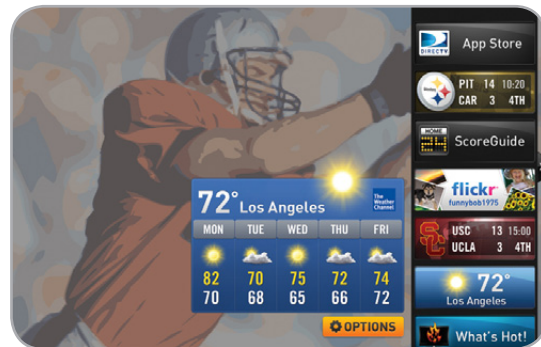 DIRECTV
App Store
PIT 14 10:20
CAR 3 4TH
HOME
24
ScoreGuide
flickr
funnybob1975
USC 13 15:00
UCLA 3 4TH
72°
Los Angeles
What's Hot!
72° Los Angeles
The
Weather
Channel
MON TUE WED THU FRI
82 70 75 72 74
70 68 65 66 72
OPTIONS